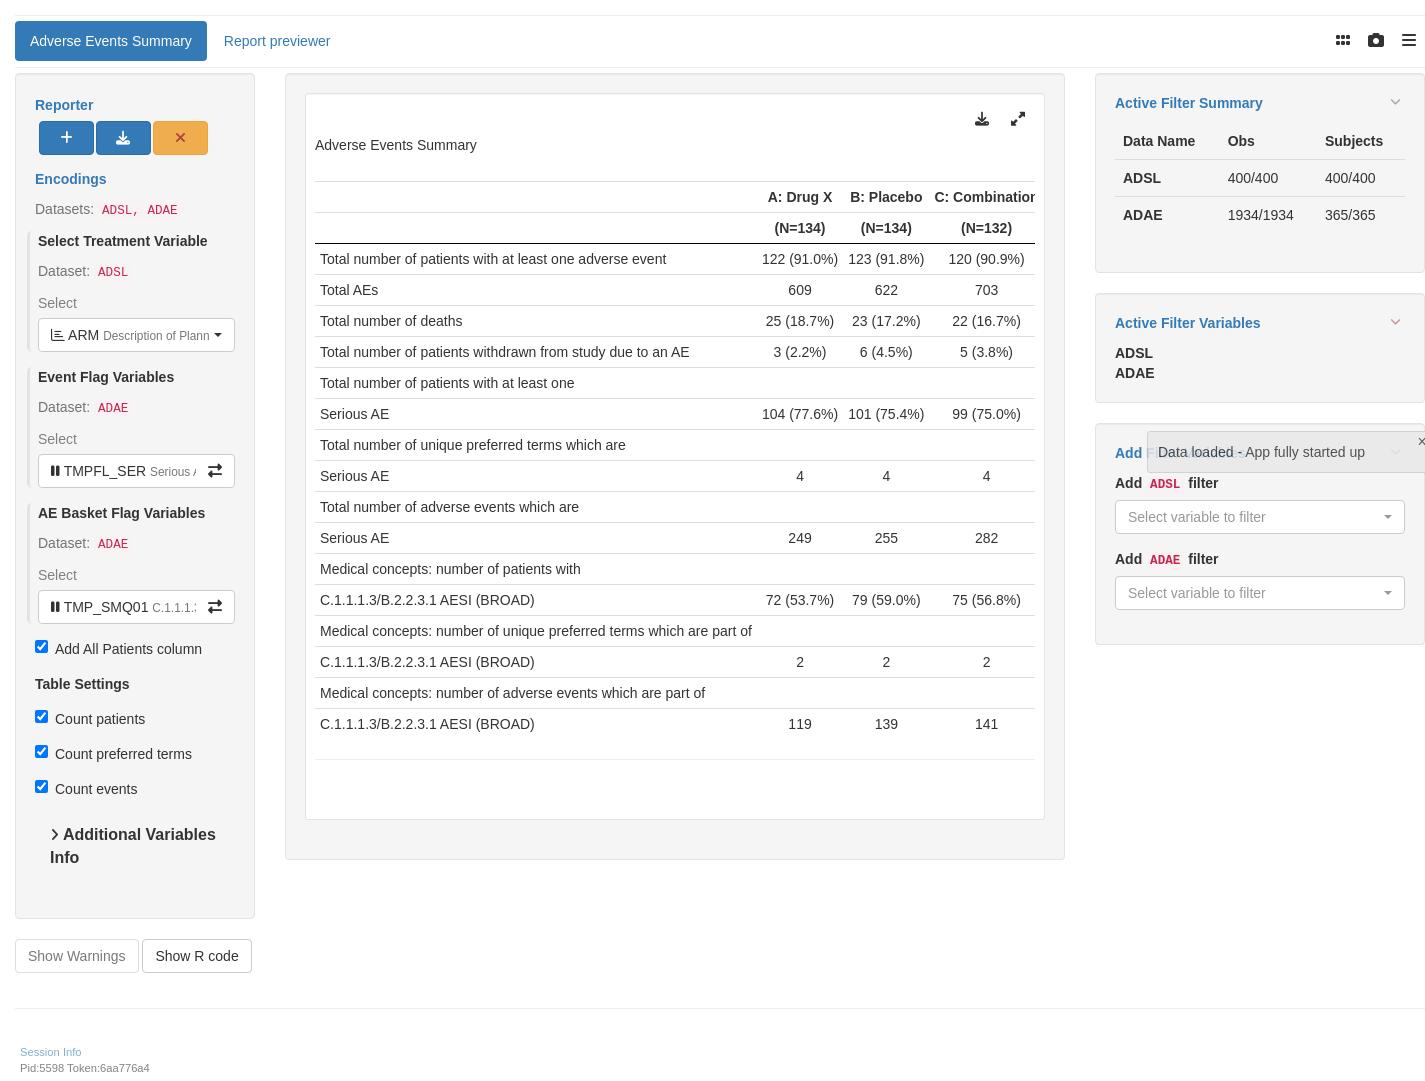 Adverse Events Summary
Report previewer
Reporter
Encodings
Datasets: ADSL, ADAE
Select Treatment Variable
Dataset: ADSL
Select
ARM Description of Plann
Event Flag Variables
Dataset: ADAE
Select
TMPFL_SER Serious A
AE Basket Flag Variables
Dataset: ADAE
Select
TMP_SMQ01 C.1.1.1.3
Add All Patients column
Table Settings
Count patients
Count preferred terms
Count events
Additional Variables
Info
Show Warnings
Show R code
Adverse Events Summary
A: Drug X B: Placebo C: Combination
(N=134) (N=134) (N=132)
Total number of patients with at least one adverse event 122 (91.0%) 123 (91.8%) 120 (90.9%)
Total AEs 609 622 703
Total number of deaths 25 (18.7%) 23 (17.2%) 22 (16.7%)
Total number of patients withdrawn from study due to an AE 3 (2.2%) 6 (4.5%) 5 (3.8%)
Total number of patients with at least one
Serious AE 104 (77.6%) 101 (75.4%) 99 (75.0%)
Total number of unique preferred terms which are
Serious AE 4 4 4
Total number of adverse events which are
Serious AE 249 255 282
Medical concepts: number of patients with
C.1.1.1.3/B.2.2.3.1 AESI (BROAD) 72 (53.7%) 79 (59.0%) 75 (56.8%)
Medical concepts: number of unique preferred terms which are part of
C.1.1.1.3/B.2.2.3.1 AESI (BROAD) 2 2 2
Medical concepts: number of adverse events which are part of
C.1.1.1.3/B.2.2.3.1 AESI (BROAD) 119 139 141
Active Filter Summary
Data Name Obs Subjects
ADSL 400/400 400/400
ADAE 1934/1934 365/365
Active Filter Variables
ADSL
ADAE
Add
Data loaded - App fully started up
×
Add ADSL filter
Select variable to filter
Add ADAE filter
Select variable to filter
Session Info
Pid:5598 Token:6aa776a4